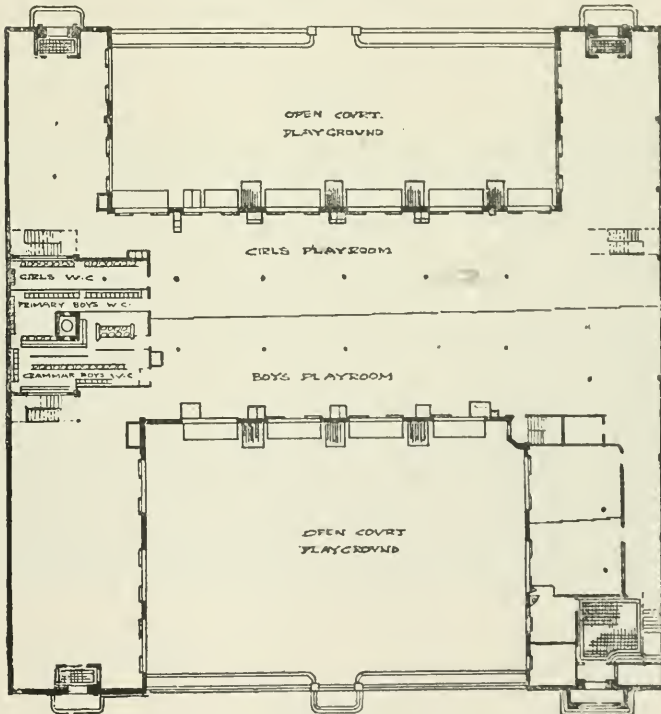 OPEN COURT.
PLAYGROUND
GIRLS PLAYROOM
GIRLS W.C.
PRIMARY BOYS W.C.
BOYS PLAYROOM
GRAMMAR BOYS W.C.
OPEN COURT
PLAYGROUND